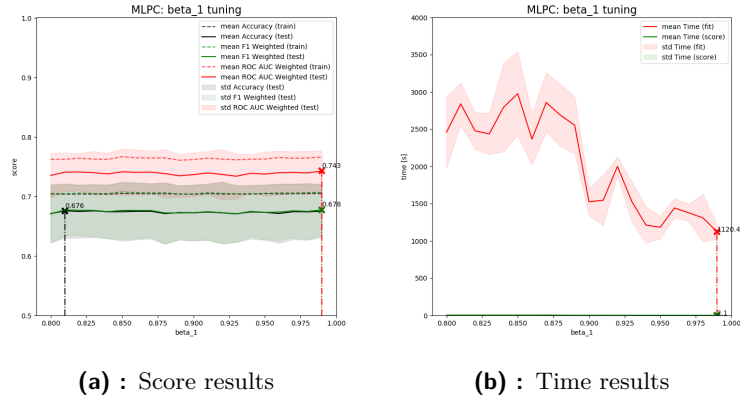 MLPC: beta_1 tuning
mean Accuracy (train)
mean Accuracy (test)
mean F1 Weighted (train)
mean F1 Weighted (test)
mean ROC AUC Weighted (train)
mean ROC AUC Weighted (test)
std Accuracy (test)
std F1 Weighted (test)
std ROC AUC Weighted (test)
1.0
0.9
0.8
0.7
0.6
0.5
score
0.743
0.676
0.678
0.800 0.825 0.850 0.875 0.900 0.925 0.950 0.975 1.000
beta_1
(a) : Score results
MLPC: beta_1 tuning
mean Time (fit)
mean Time (score)
std Time (fit)
std Time (score)
4000
3500
3000
2500
2000
1500
1000
500
0
time [s]
1120.4
0.800 0.825 0.850 0.875 0.900 0.925 0.950 0.975 1.000
beta_1
(b) : Time results